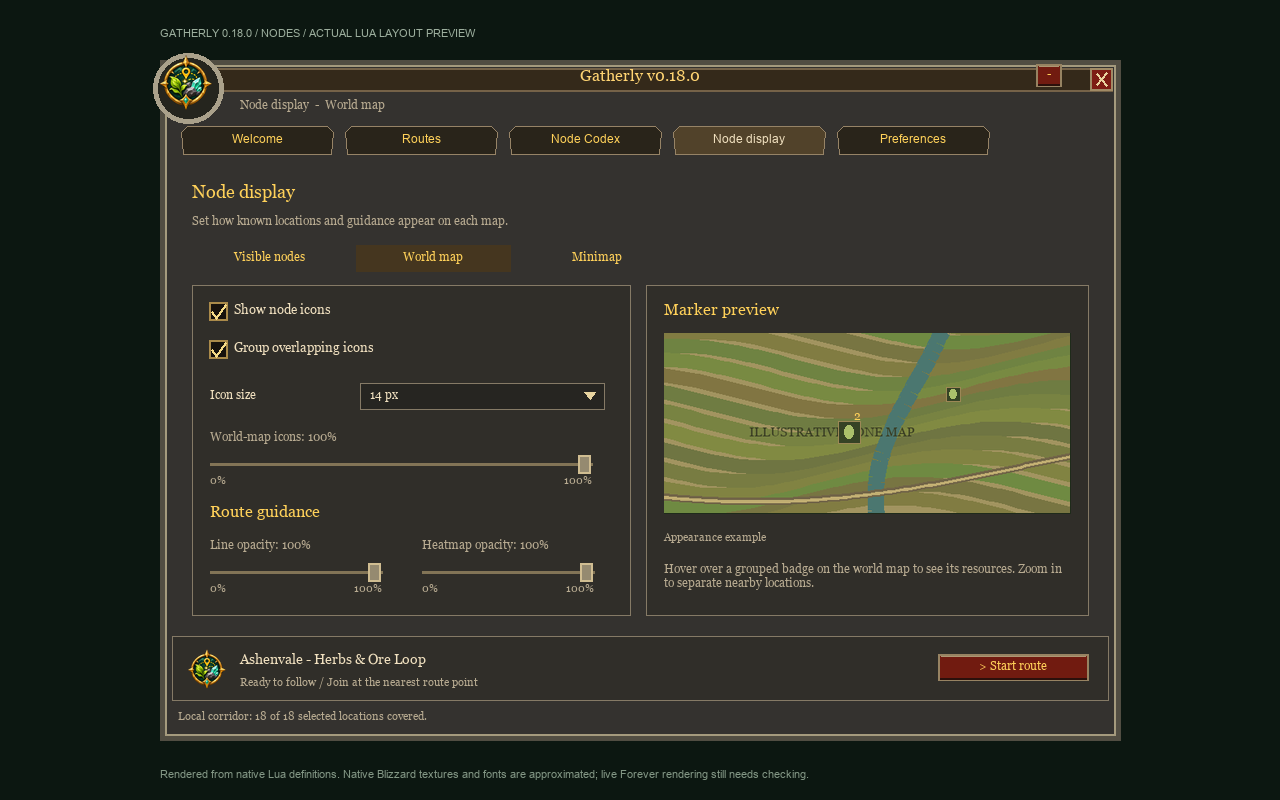 GATHERLY 0.18.0 / NODES / ACTUAL LUA LAYOUT PREVIEW
Gatherly v0.18.0
-
X
Node display - World map
Welcome
Routes
Node Codex
Node display
Preferences
Node display
Set how known locations and guidance appear on each map.
Visible nodes
World map
Minimap
Show node icons
Group overlapping icons
Icon size
14 px
World-map icons: 100%
0%
100%
Route guidance
Line opacity: 100%
Heatmap opacity: 100%
0%
100%
0%
100%
Marker preview
2
MAP
Appearance example
Hover over a grouped badge on the world map to see its resources. Zoom in
to separate nearby locations.
Ashenvale - Herbs & Ore Loop
Ready to follow / Join at the nearest route point
> Start route
Local corridor: 18 of 18 selected locations covered.
Rendered from native Lua definitions. Native Blizzard textures and fonts are approximated; live Forever rendering still needs checking.